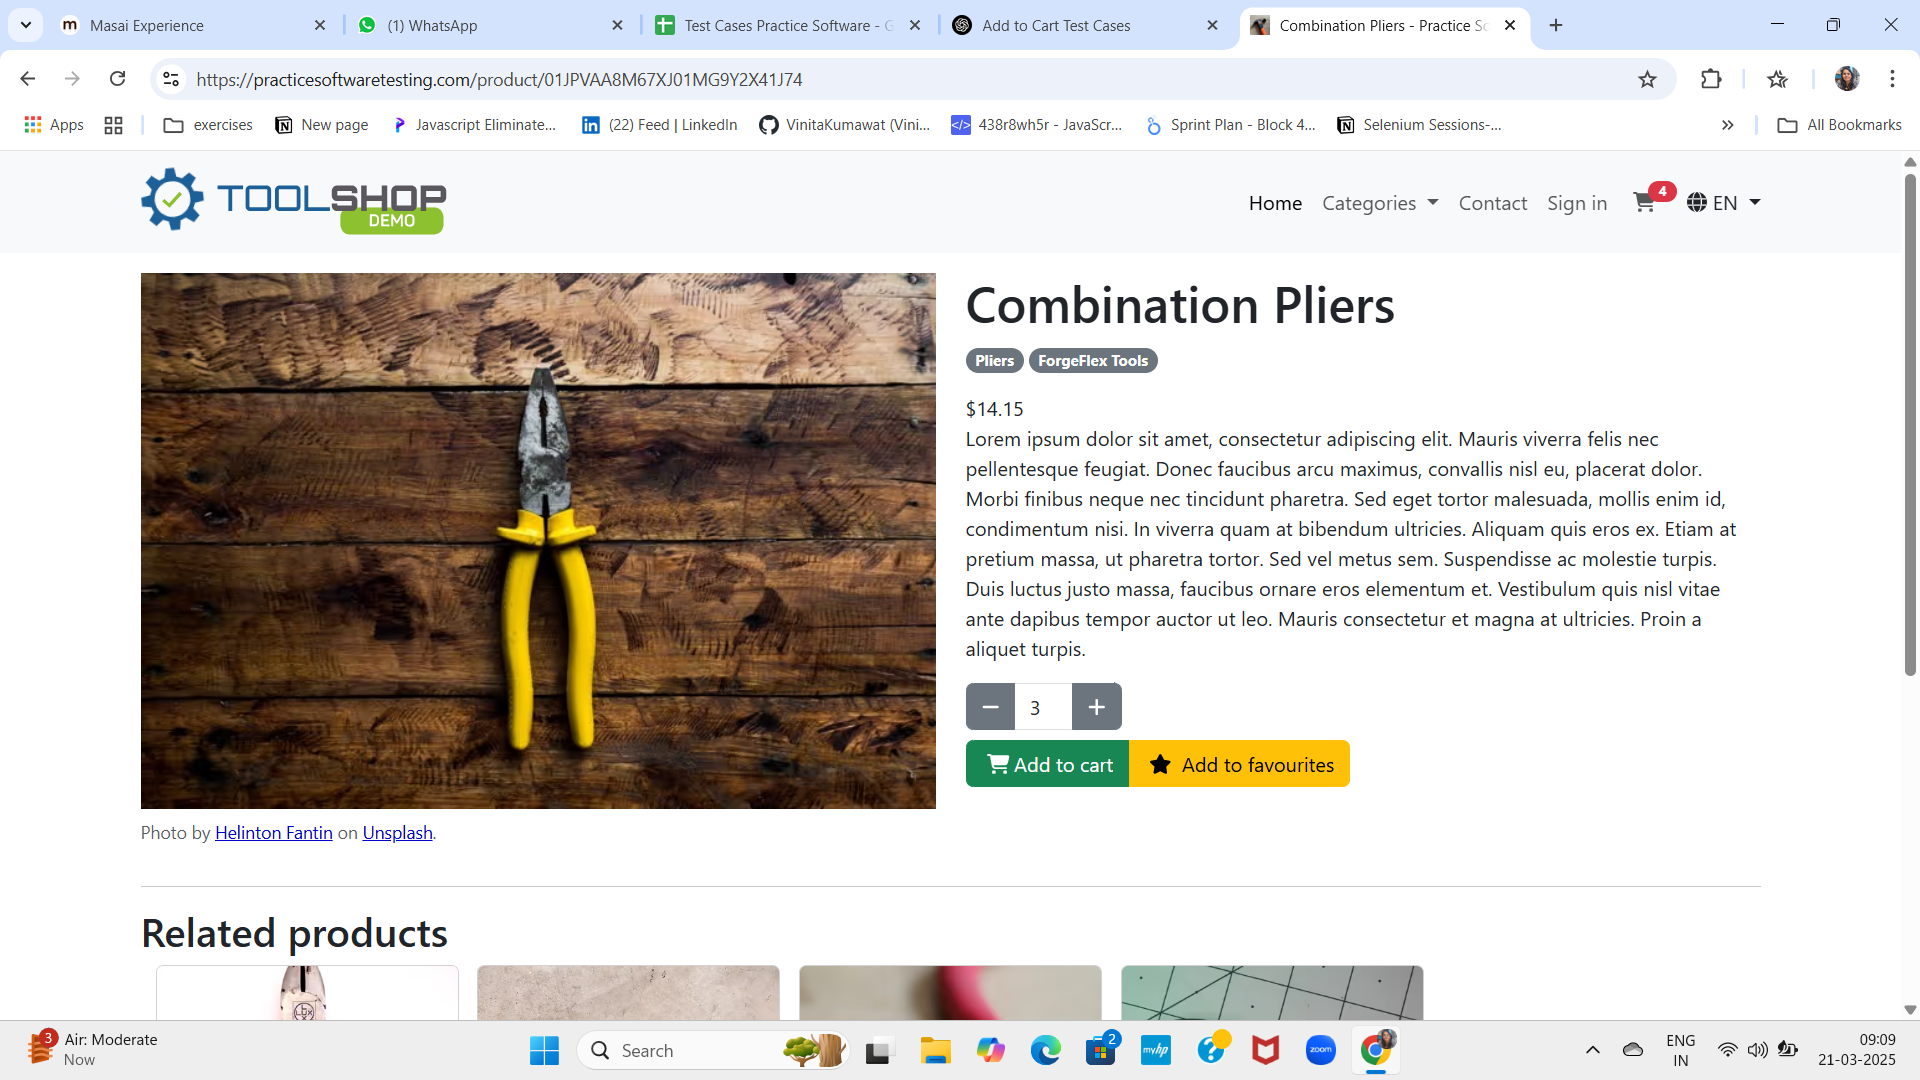 Masai Experience
(1) WhatsApp
Test Cases Practice Software - G
Add to Cart Test Cases
Combination Pliers - Practice So
https://practicesoftwaretesting.com/product/01JPVAA8M67XJ01MG9Y2X41J74
Apps
exercises
New page
Javascript Eliminate...
(22) Feed | LinkedIn
VinitaKumawat (Vini...
438r8wh5r - JavaScr...
Sprint Plan - Block 4...
Selenium Sessions-...
All Bookmarks
TOOLSHOP
DEMO
Home
Categories
Contact
Sign in
4
EN
Combination Pliers
Pliers
ForgeFlex Tools
$14.15
Lorem ipsum dolor sit amet, consectetur adipiscing elit. Mauris viverra felis nec
pellentesque feugiat. Donec faucibus arcu maximus, convallis nisl eu, placerat dolor.
Morbi finibus neque nec tincidunt pharetra. Sed eget tortor malesuada, mollis enim id,
condimentum nisi. In viverra quam at bibendum ultricies. Aliquam quis eros ex. Etiam at
pretium massa, ut pharetra tortor. Sed vel metus sem. Suspendisse ac molestie turpis.
Duis luctus justo massa, faucibus ornare eros elementum et. Vestibulum quis nisl vitae
ante dapibus tempor auctor ut leo. Mauris consectetur et magna at ultricies. Proin a
aliquet turpis.
3
Add to cart
Add to favourites
Photo by Helinton Fantin on Unsplash.
Related products
3
Air: Moderate
Now
Search
2
myhp
zoom
ENG
IN
09:09
21-03-2025